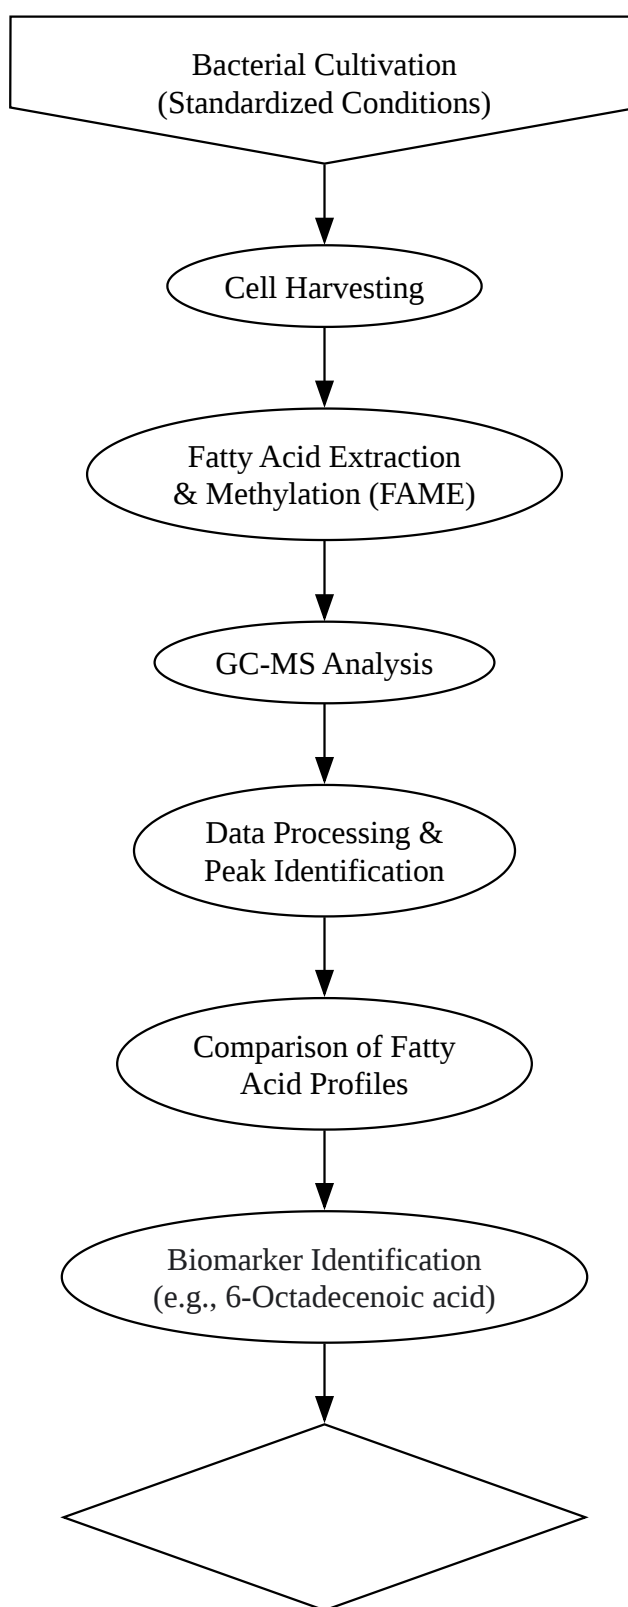 Bacterial Cultivation
(Standardized Conditions)
Cell Harvesting
Fatty Acid Extraction
& Methylation (FAME)
GC-MS Analysis
Data Processing &
Peak Identification
Comparison of Fatty
Acid Profiles
Biomarker Identification
(e.g., 6-Octadecenoic acid)